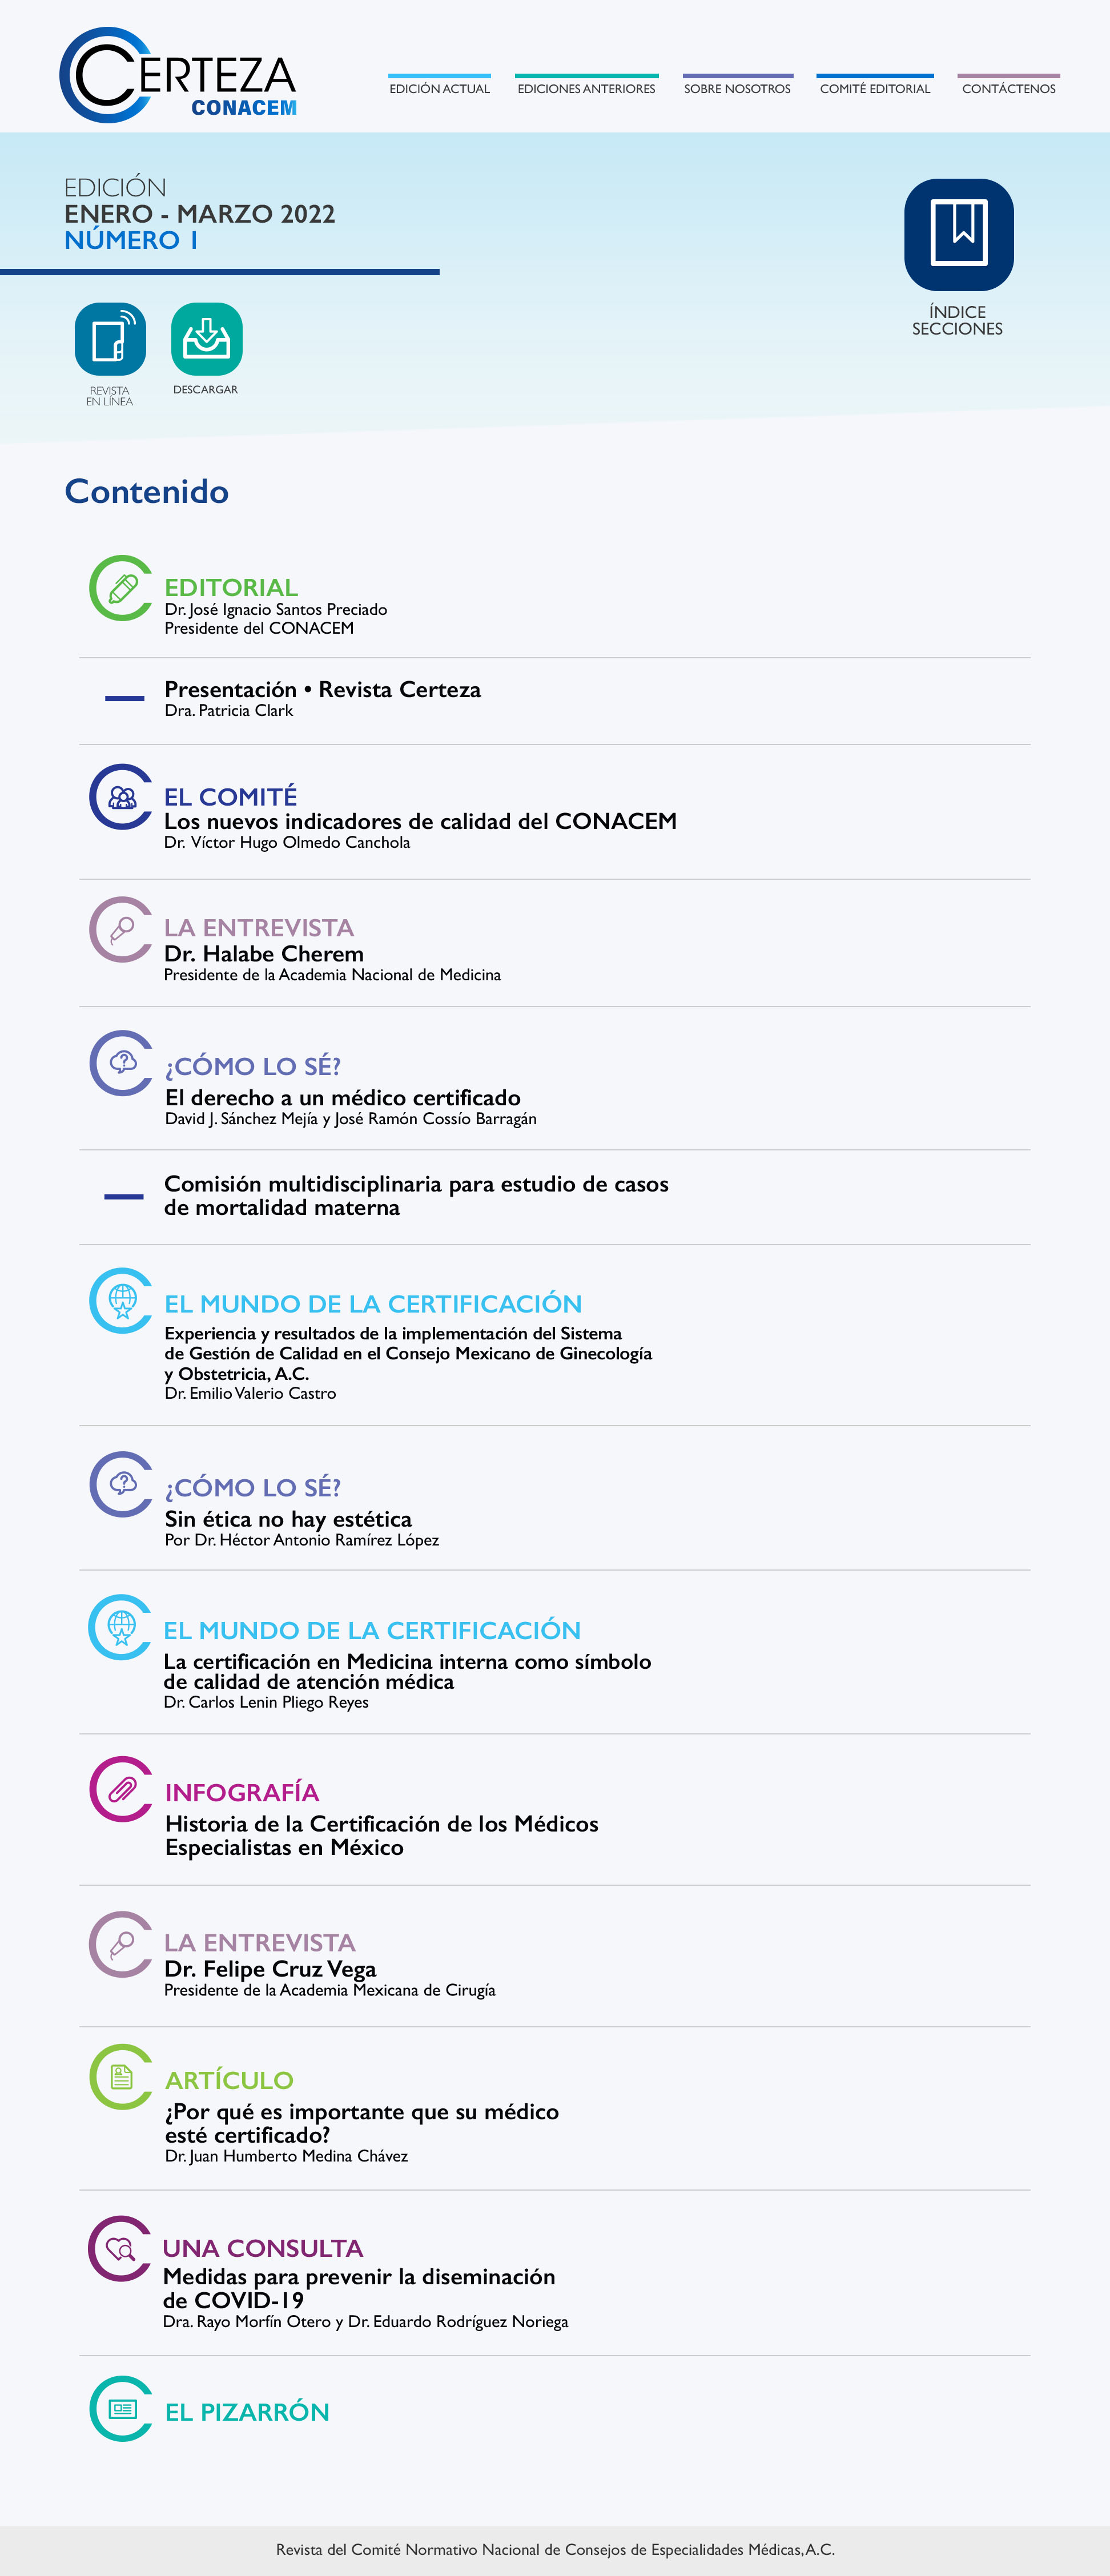 CERTEZA
CONACEM
EDICIÓN ACTUAL
EDICIONES ANTERIORES
SOBRE NOSOTROS
COMITÉ EDITORIAL
CONTÁCTENOS
EDICIÓN
ENERO - MARZO 2022
NÚMERO 1
ÍNDICE
SECCIONES
REVISTA
EN LÍNEA
DESCARGAR
Contenido
EDITORIAL
Dr. José Ignacio Santos Preciado
Presidente del CONACEM
Presentación • Revista Certeza
Dra. Patricia Clark
EL COMITÉ
Los nuevos indicadores de calidad del CONACEM
Dr. Víctor Hugo Olmedo Canchola
LA ENTREVISTA
Dr. Halabe Cherem
Presidente de la Academia Nacional de Medicina
¿CÓMO LO SÉ?
El derecho a un médico certificado
David J. Sánchez Mejía y José Ramón Cossío Barragán
Comisión multidisciplinaria para estudio de casos
de mortalidad materna
EL MUNDO DE LA CERTIFICACIÓN
Experiencia y resultados de la implementación del Sistema
de Gestión de Calidad en el Consejo Mexicano de Ginecología
y Obstetricia, A.C.
Dr. Emilio Valerio Castro
¿CÓMO LO SÉ?
Sin ética no hay estética
Por Dr. Héctor Antonio Ramírez López
EL MUNDO DE LA CERTIFICACIÓN
La certificación en Medicina interna como símbolo
de calidad de atención médica
Dr. Carlos Lenin Pliego Reyes
INFOGRAFÍA
Historia de la Certificación de los Médicos
Especialistas en México
LA ENTREVISTA
Dr. Felipe Cruz Vega
Presidente de la Academia Mexicana de Cirugía
ARTÍCULO
¿Por qué es importante que su médico
esté certificado?
Dr. Juan Humberto Medina Chávez
UNA CONSULTA
Medidas para prevenir la diseminación
de COVID-19
Dra. Rayo Morfín Otero y Dr. Eduardo Rodríguez Noriega
EL PIZARRÓN
Revista del Comité Normativo Nacional de Consejos de Especialidades Médicas, A.C.